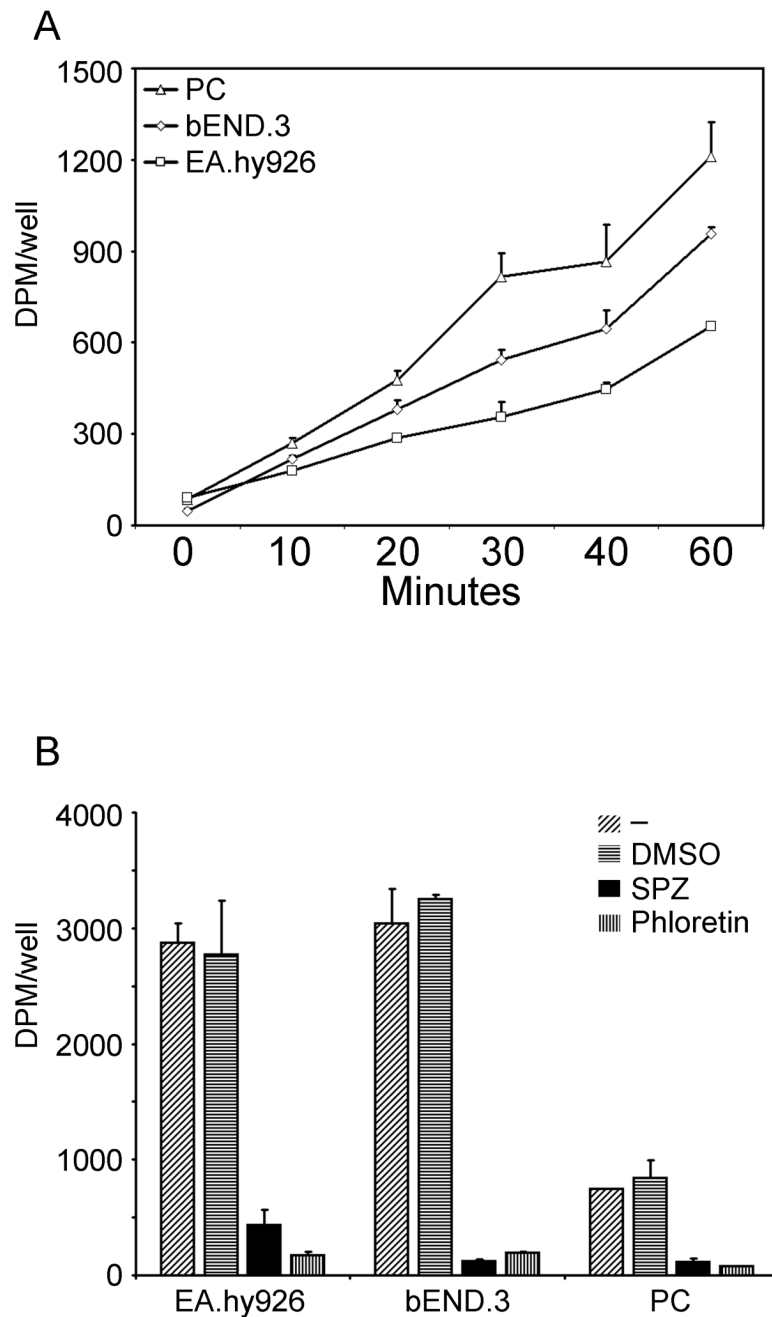 A
1500
1200
900
600
300
0
DPM/well
PC
bEND.3
EA.hy926
0 10 20 30 40 60
Minutes
B
4000
3000
2000
1000
0
DPM/well
–
DMSO
SPZ
Phloretin
EA.hy926 bEND.3 PC